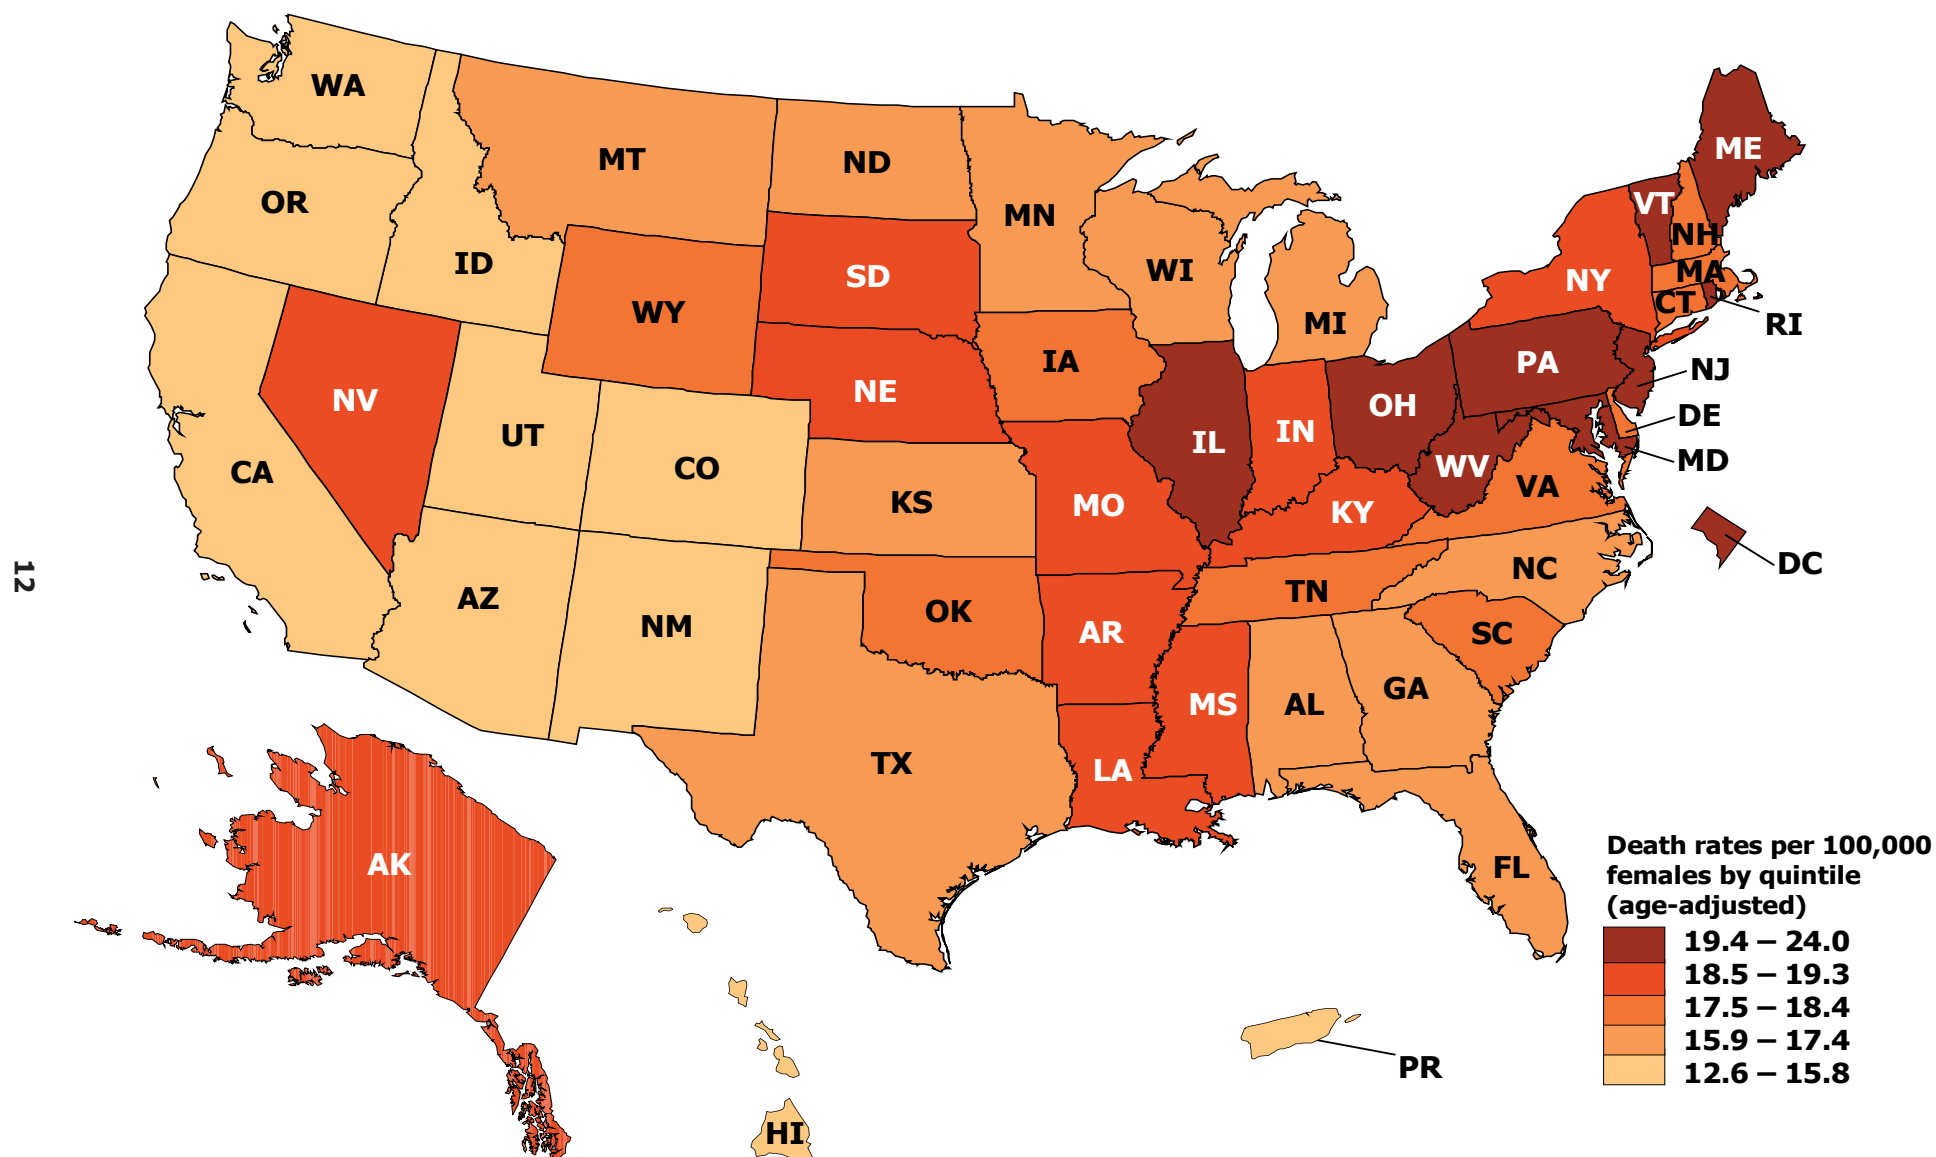 WA
MT
ND
MN
ME
OR
ID
VT
NH
WI
MA
SD
NY
WY
CT
MI
RI
IA
PA
NJ
NV
NE
OH
DE
UT
IN
IL
MD
CO
WV
CA
VA
KS
MO
KY
DC
NC
12
AZ
TN
OK
NM
AR
SC
GA
MS
AL
TX
LA
AK
FL
Death rates per 100,000
females by quintile
(age-adjusted)
19.4 – 24.0
18.5 – 19.3
17.5 – 18.4
15.9 – 17.4
12.6 – 15.8
PR
HI